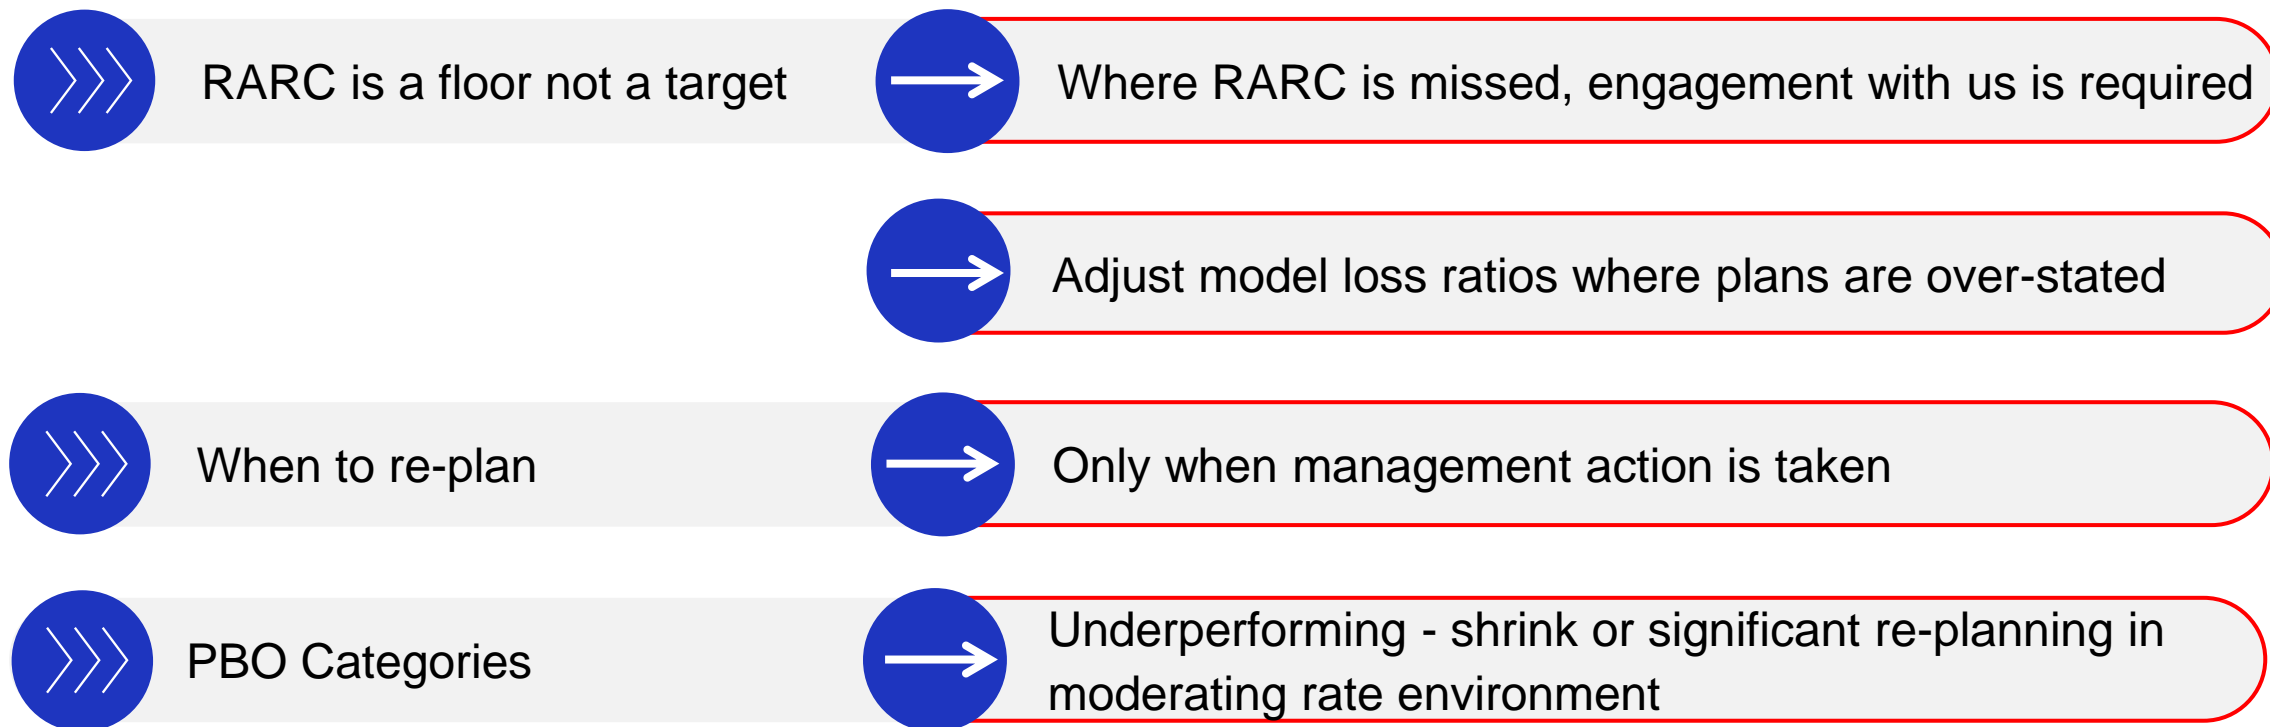 RARC is a floor not a target
Where RARC is missed, engagement with us is required
Adjust model loss ratios where plans are over-stated
When to re-plan
Only when management action is taken
PBO Categories
Underperforming - shrink or significant re-planning in
moderating rate environment